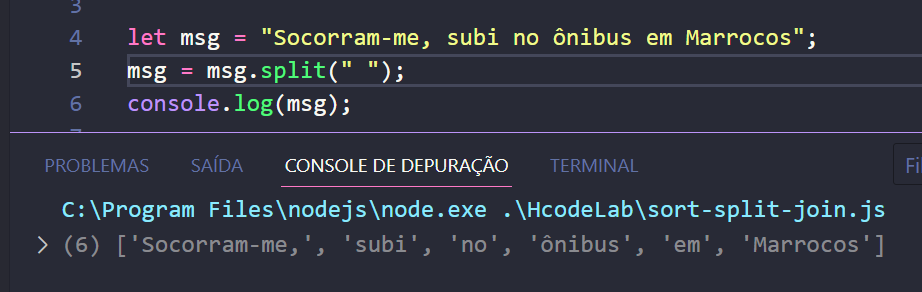 3
4 let msg = "Socorram-me, subi no ônibus em Marrocos";
5 msg = msg.split(" ");
6 console.log(msg);
PROBLEMAS SAÍDA CONSOLE DE DEPURAÇÃO TERMINAL Fi
C:\Program Files\nodejs\node.exe .\HcodeLab\sort-split-join.js
> (6) ['Socorram-me,', 'subi', 'no', 'ônibus', 'em', 'Marrocos']